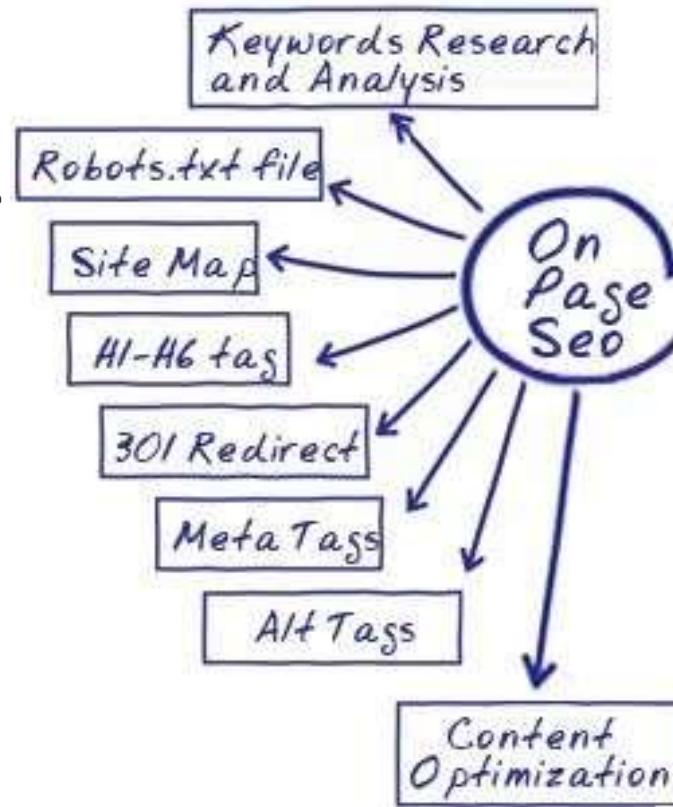 Keywords Research
and Analysis
Robots.txt file
Site Map
On
Page
Seo
H1-H6 tag
301 Redirect
Meta Tags
Alt Tags
Content
Optimization